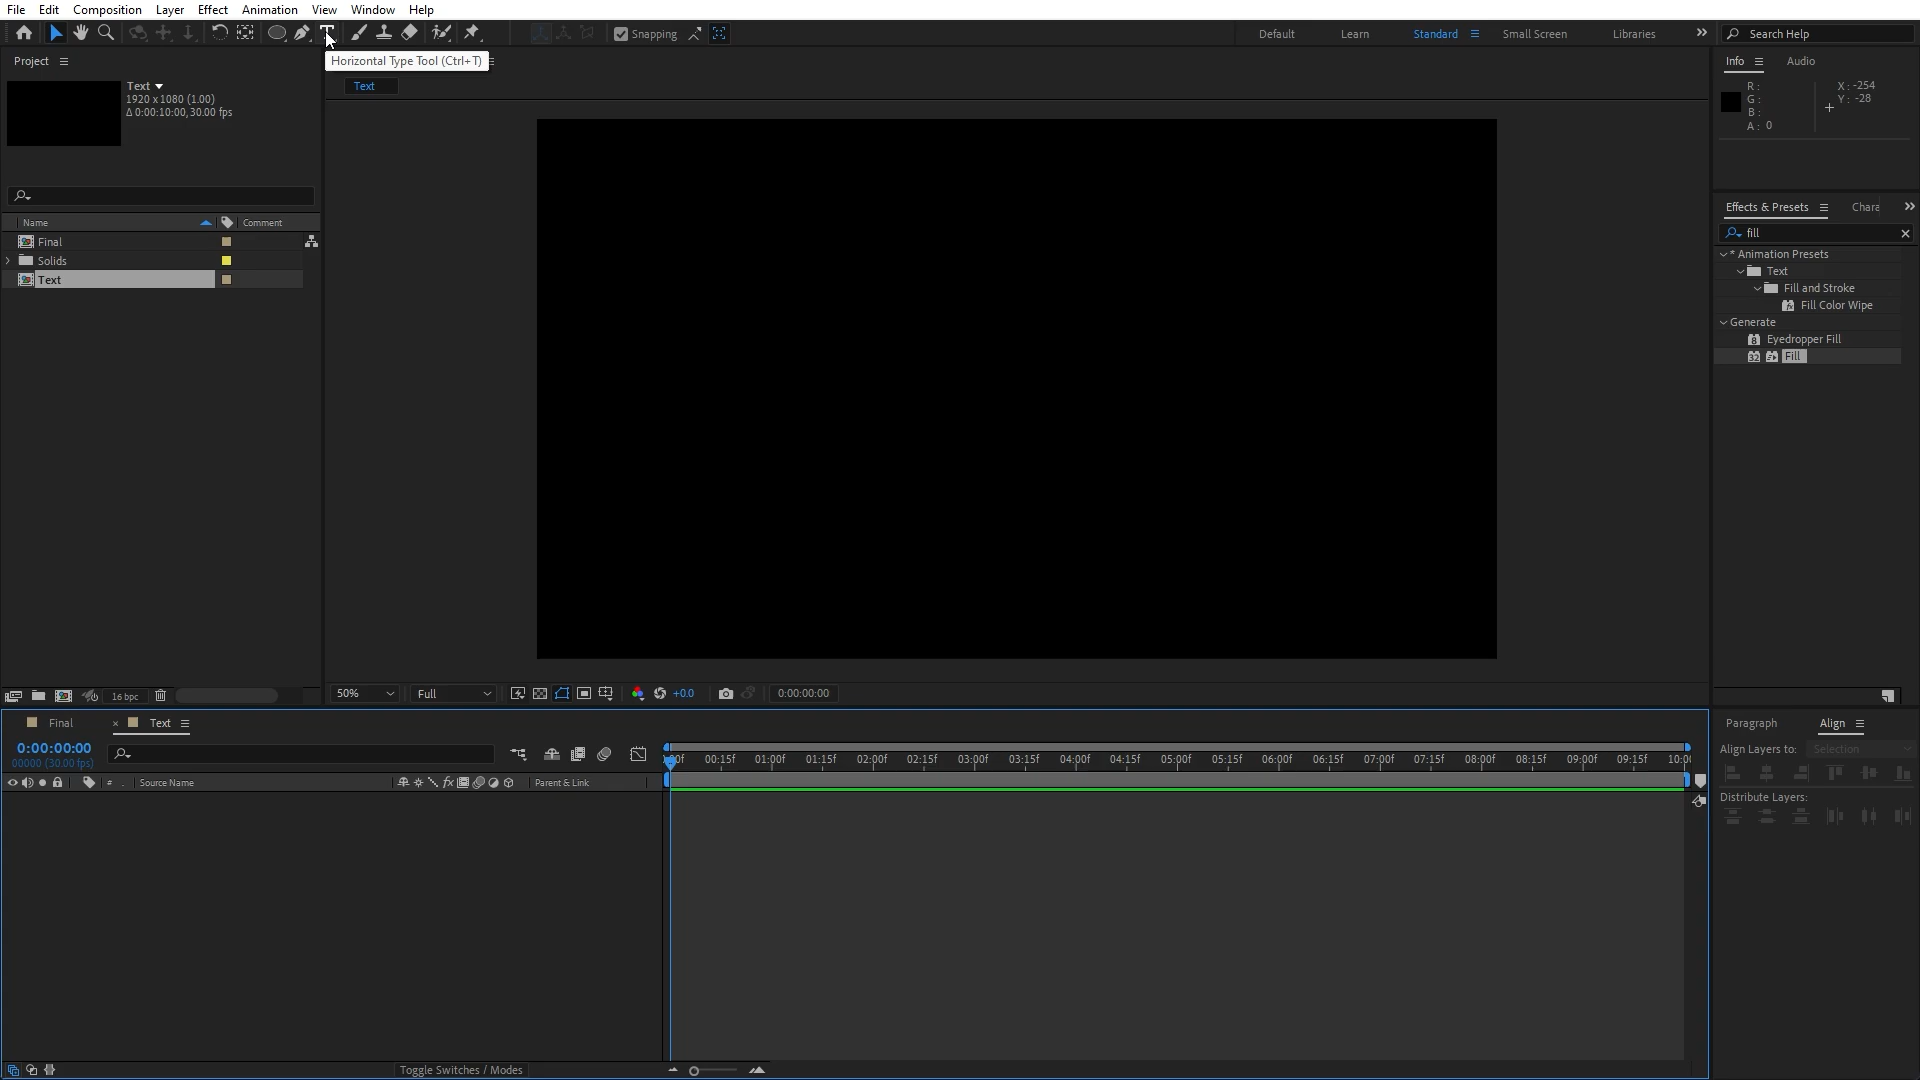 File Edit Composition Layer Effect Animation View Window Help
Snapping
Default Learn Standard Small Screen Libraries
Search Help
Horizontal Type Tool (Ctrl+T)
Project
Text
1920 x 1080 (1.00)
Δ 0:00:10:00, 30.00 fps
Name Comment
Final
Solids
Text
16 bpc
Text
50% Full +0.0 0:00:00:00
Info Audio
R :
G :
B :
A : 0
X : -254
Y : -28
Effects & Presets Chara
fill
* Animation Presets
Text
Fill and Stroke
Fill Color Wipe
Generate
Eyedropper Fill
Fill
Final × Text
0:00:00:00
00000 (30.00 fps)
# . Source Name Parent & Link
00:15f 01:00f 01:15f 02:00f 02:15f 03:00f 03:15f 04:00f 04:15f 05:00f 05:15f 06:00f 06:15f 07:00f 07:15f 08:00f 08:15f 09:00f 09:15f
Toggle Switches / Modes
Paragraph Align
Align Layers to: Selection
Distribute Layers: